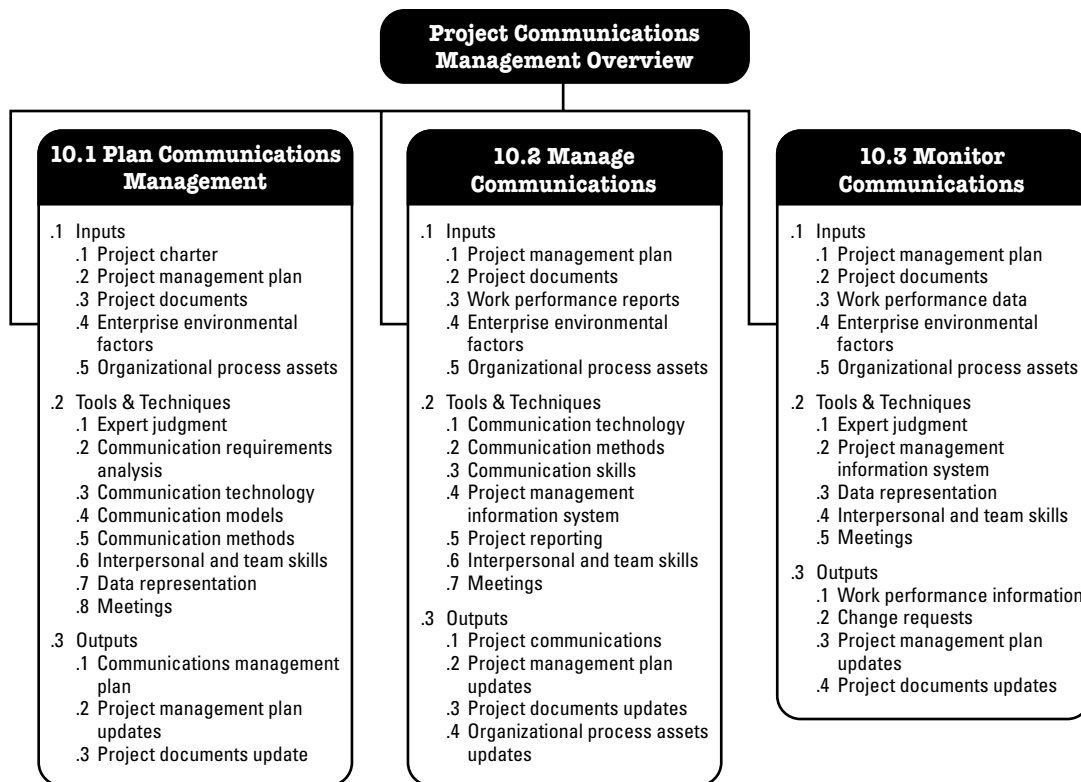 Project Communications
Management Overview
10.1 Plan Communications
Management
.1 Inputs
.1 Project charter
.2 Project management plan
.3 Project documents
.4 Enterprise environmental
factors
.5 Organizational process assets
.2 Tools & Techniques
.1 Expert judgment
.2 Communication requirements
analysis
.3 Communication technology
.4 Communication models
.5 Communication methods
.6 Interpersonal and team skills
.7 Data representation
.8 Meetings
.3 Outputs
.1 Communications management
plan
.2 Project management plan
updates
.3 Project documents update
10.2 Manage
Communications
.1 Inputs
.1 Project management plan
.2 Project documents
.3 Work performance reports
.4 Enterprise environmental
factors
.5 Organizational process assets
.2 Tools & Techniques
.1 Communication technology
.2 Communication methods
.3 Communication skills
.4 Project management
information system
.5 Project reporting
.6 Interpersonal and team skills
.7 Meetings
.3 Outputs
.1 Project communications
.2 Project management plan
updates
.3 Project documents updates
.4 Organizational process assets
updates
10.3 Monitor
Communications
.1 Inputs
.1 Project management plan
.2 Project documents
.3 Work performance data
.4 Enterprise environmental
factors
.5 Organizational process assets
.2 Tools & Techniques
.1 Expert judgment
.2 Project management
information system
.3 Data representation
.4 Interpersonal and team skills
.5 Meetings
.3 Outputs
.1 Work performance information
.2 Change requests
.3 Project management plan
updates
.4 Project documents updates